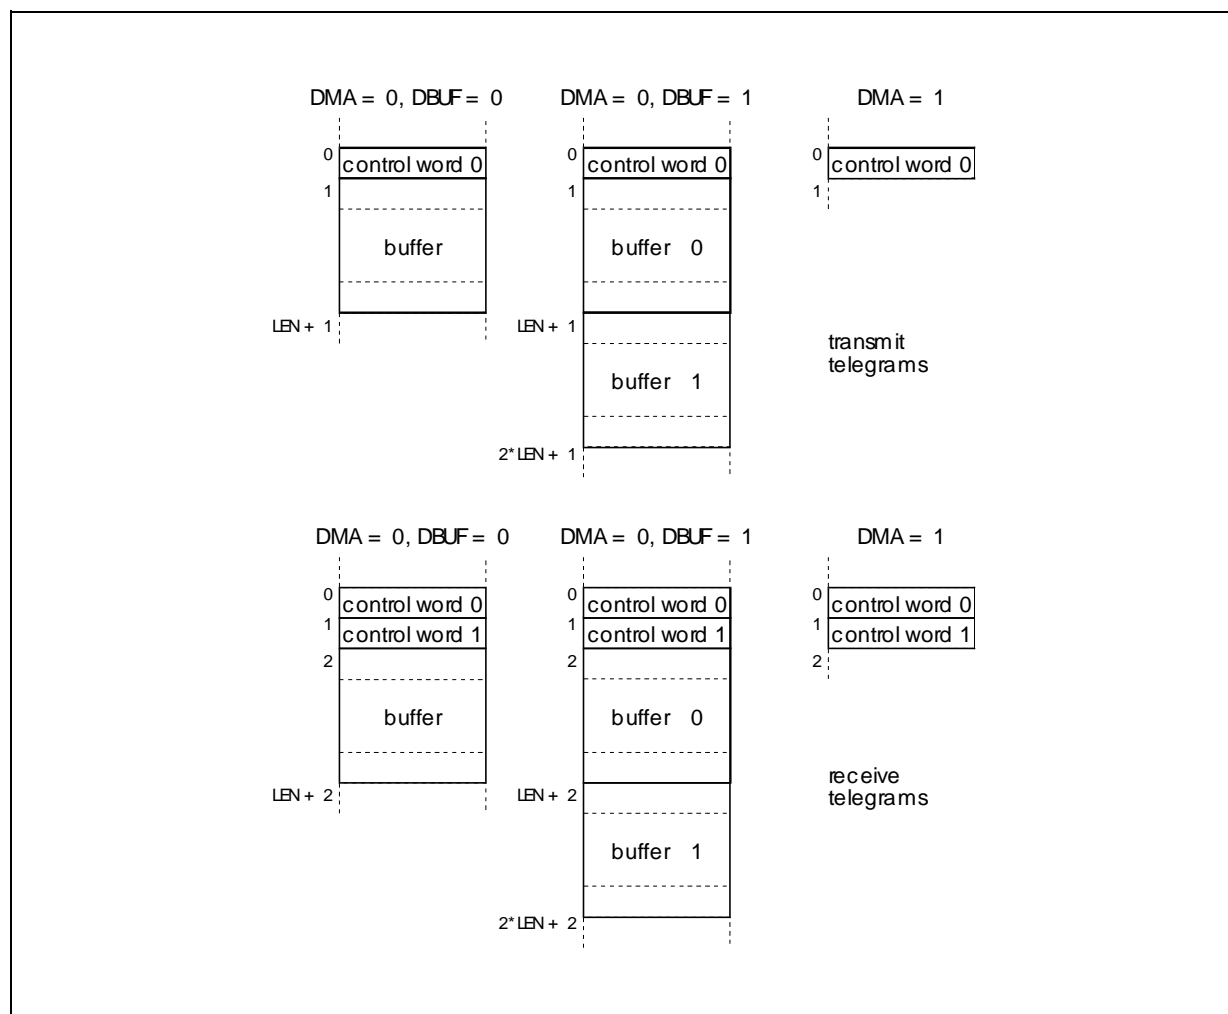 DMA = 0, DBUF = 0 DMA = 0, DBUF = 1 DMA = 1
0 control word 0 0 control word 0 0 control word 0
1 1 1
buffer buffer 0
LEN + 1 LEN + 1
transmit
telegrams
buffer 1
2* LEN + 1
DMA = 0, DBUF = 0 DMA = 0, DBUF = 1 DMA = 1
0 control word 0 0 control word 0 0 control word 0
1 control word 1 1 control word 1 1 control word 1
2 2 2
buffer buffer 0
LEN + 2 LEN + 2
receive
telegrams
buffer 1
2* LEN + 2